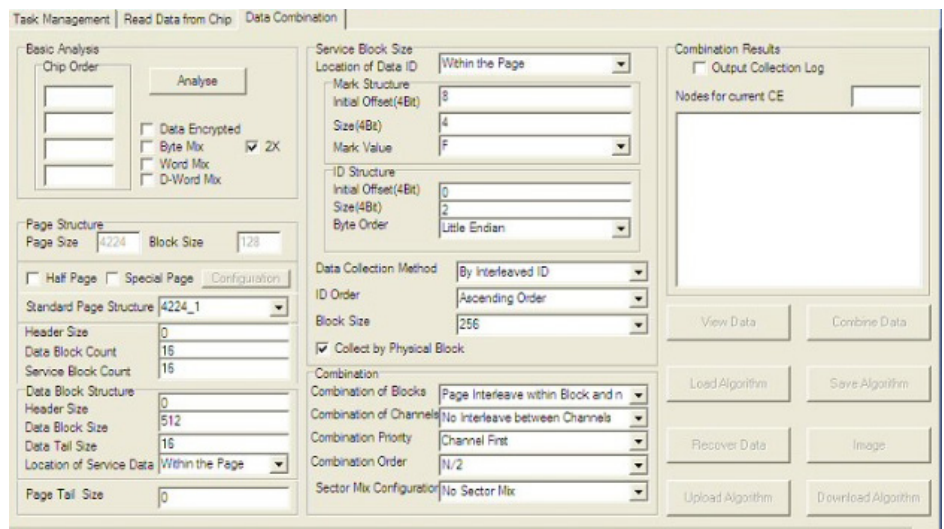 Task Management Read Data from Chip Data Combination
Basic Analysis
Chip Order
Analyse
Data Encrypted
Byte Mix 2X
Word Mix
D-Word Mix
Page Structure
Page Size 4224 Block Size 128
Half Page Special Page Configuration
Standard Page Structure 4224_1
Header Size 0
Data Block Count 16
Service Block Count 16
Data Block Structure
Header Size 0
Data Block Size 512
Data Tail Size 16
Location of Service Data Within the Page
Page Tail Size 0
Service Block Size
Location of Data ID Within the Page
Mark Structure
Initial Offset(4Bit) 8
Size(4Bit) 4
Mark Value F
ID Structure
Initial Offset(4Bit) 0
Size(4Bit) 2
Byte Order Little Endian
Data Collection Method By Interleaved ID
ID Order Ascending Order
Block Size 256
Collect by Physical Block
Combination
Combination of Blocks Page Interleave within Block and n
Combination of Channels No Interleave between Channels
Combination Priority Channel First
Combination Order N/2
Sector Mix Configuration No Sector Mix
Combination Results
Output Collection Log
Nodes for current CE
View Data Combine Data
Load Algorithm Save Algorithm
Recover Data Image
Upload Algorithm Download Algorithm